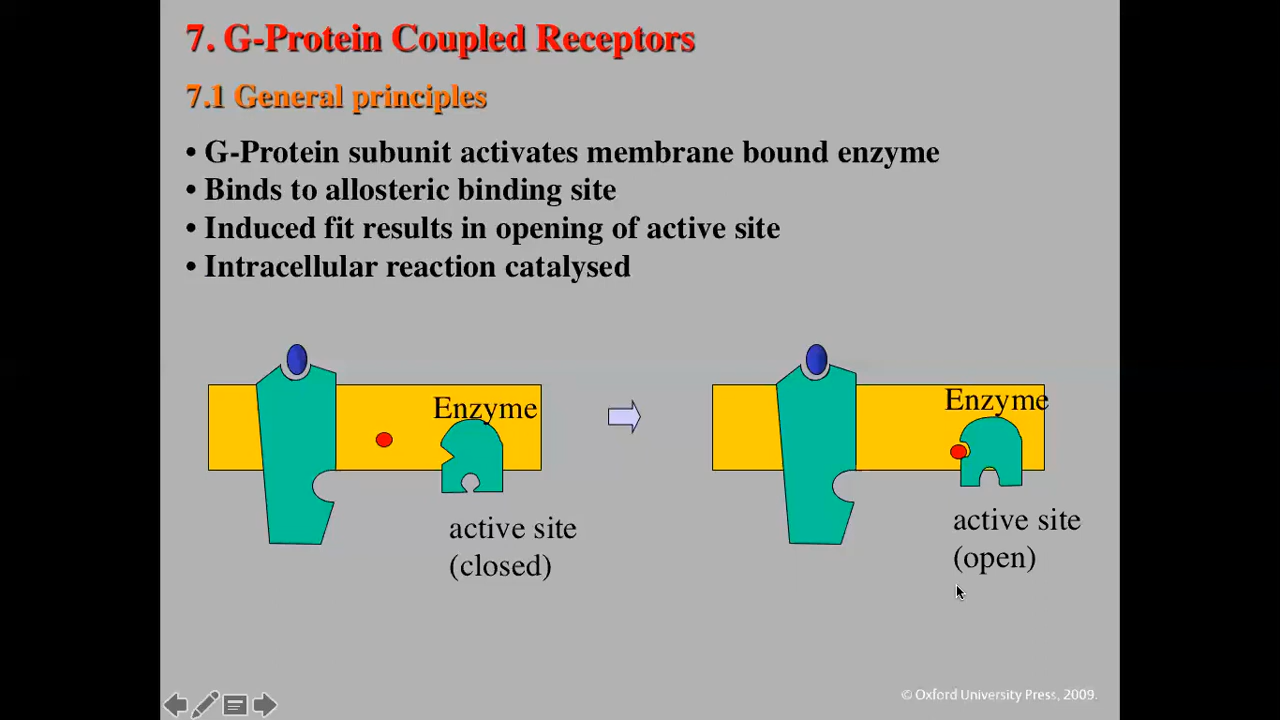 7. G-Protein Coupled Receptors
7.1 General principles
• G-Protein subunit activates membrane bound enzyme
• Binds to allosteric binding site
• Induced fit results in opening of active site
• Intracellular reaction catalysed
Enzyme
active site
(closed)
Enzyme
active site
(open)
© Oxford University Press, 2009.